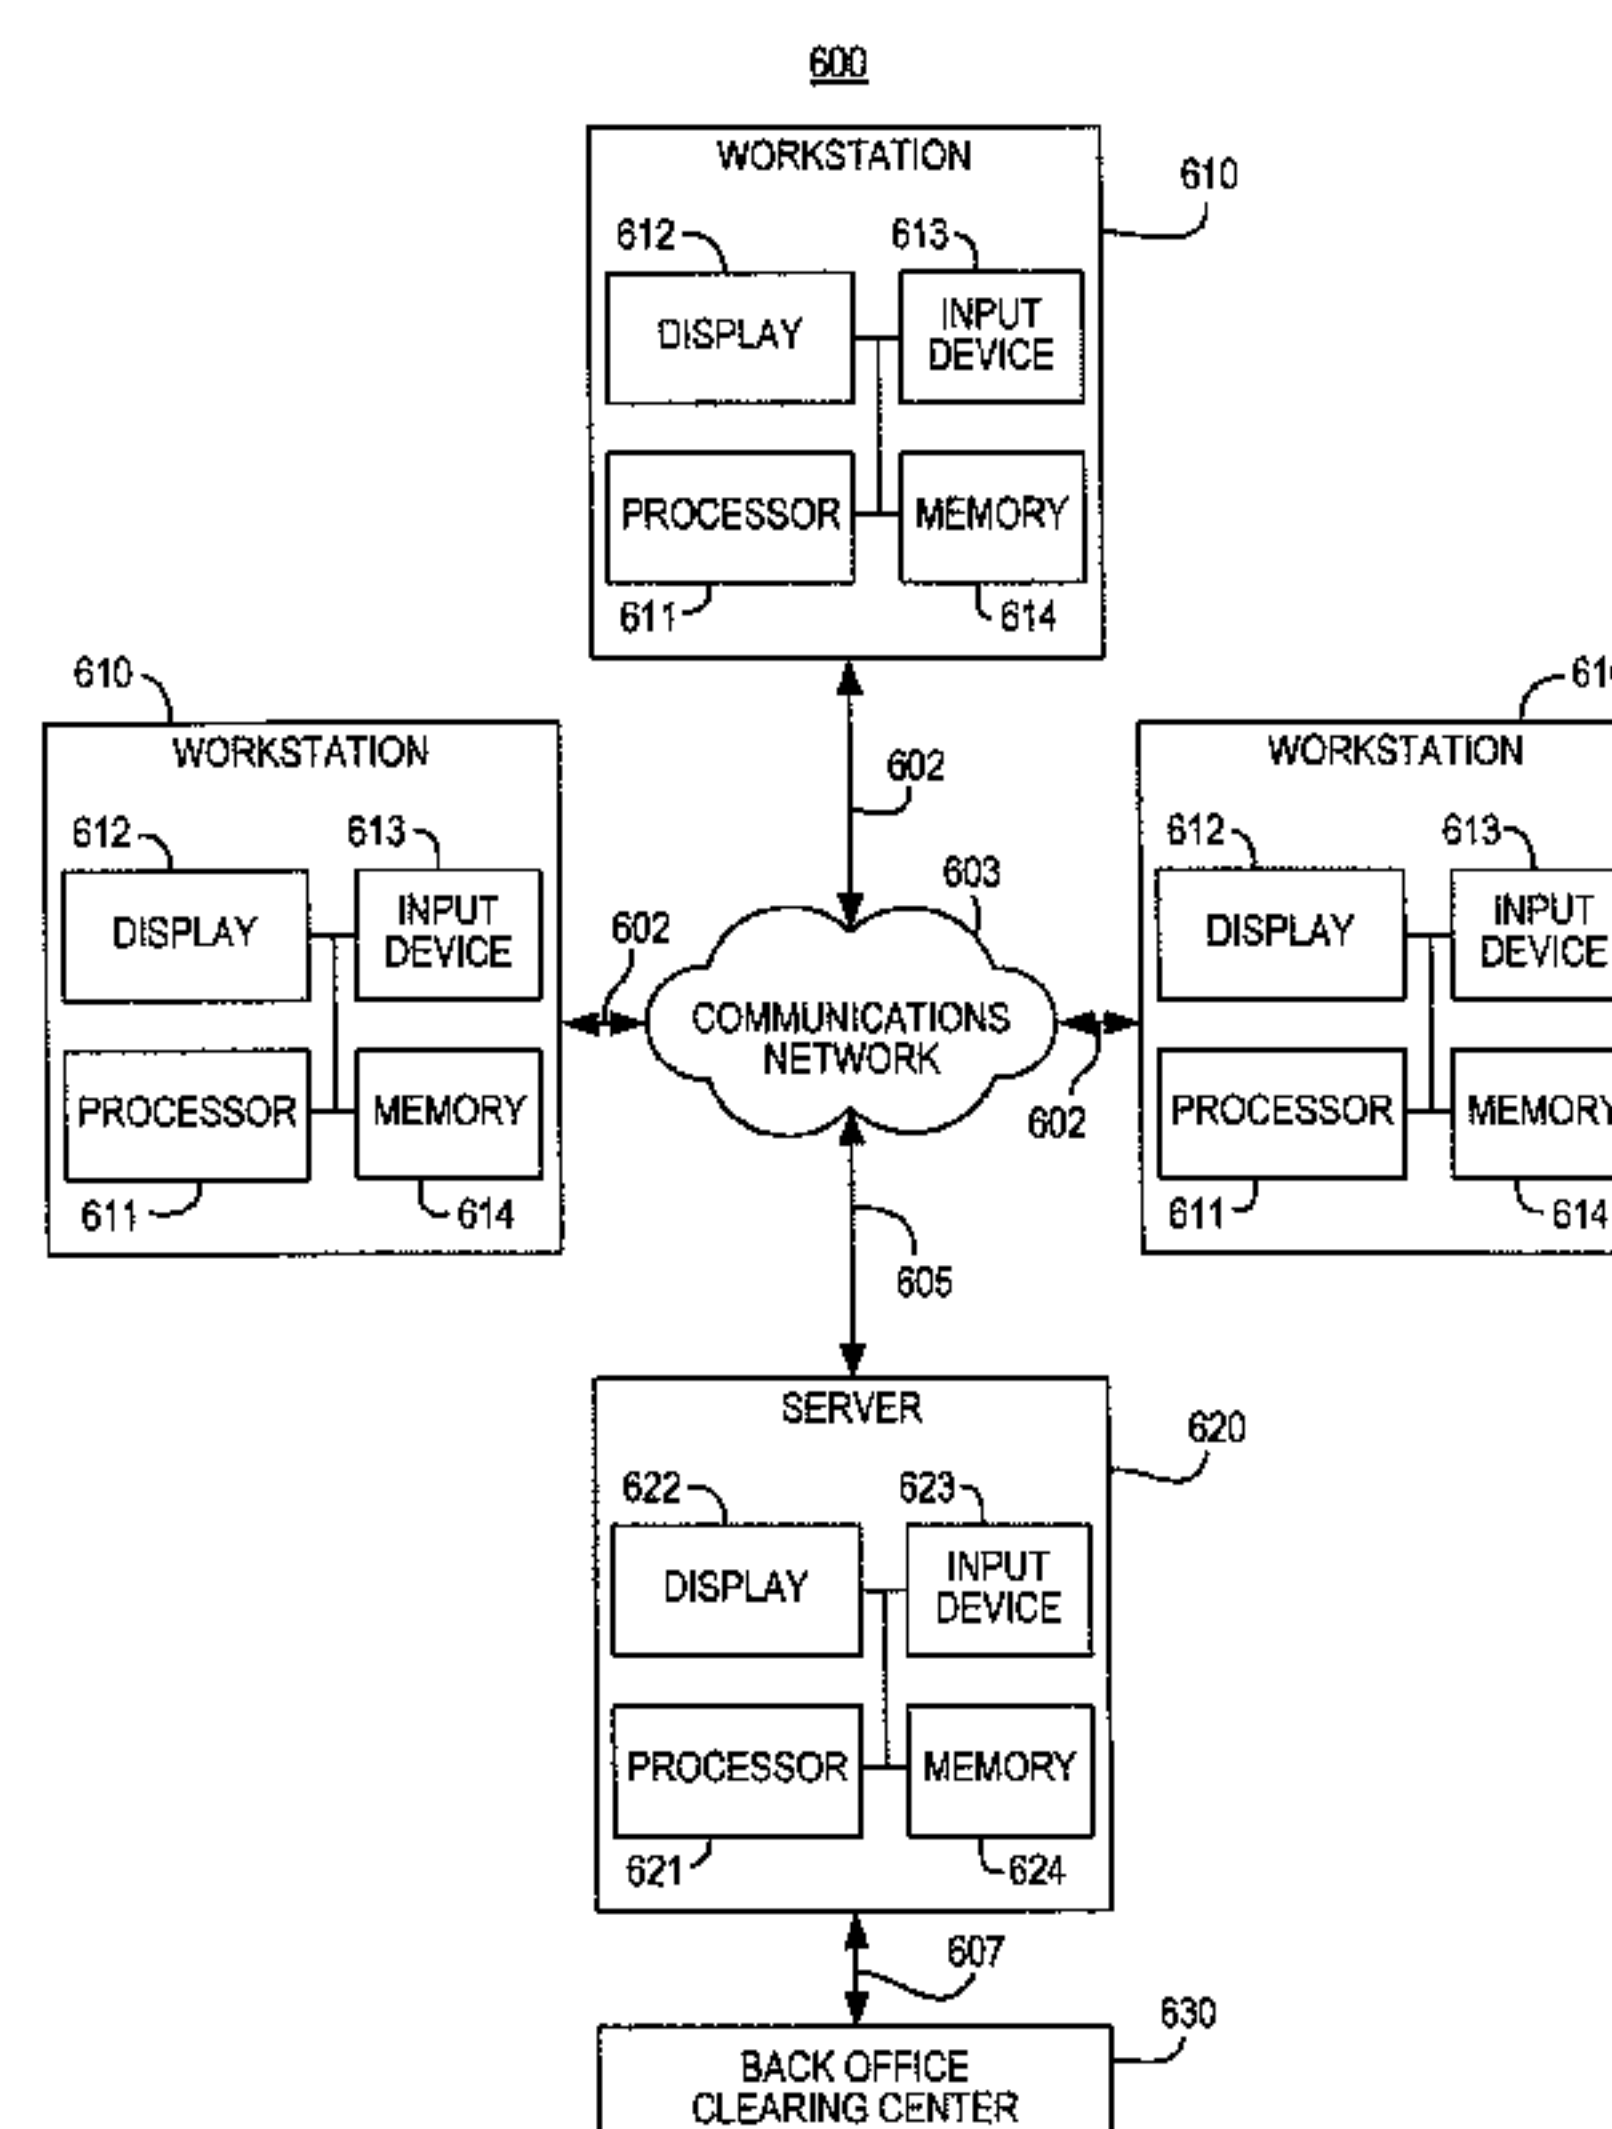 600
WORKSTATION
610
612
613
DISPLAY
INPUT
DEVICE
PROCESSOR
MEMORY
611
614
610
WORKSTATION
612
613
DISPLAY
INPUT
DEVICE
PROCESSOR
MEMORY
611
614
602
602
603
COMMUNICATIONS
NETWORK
602
WORKSTATION
612
613
DISPLAY
INPUT
DEVICE
PROCESSOR
MEMORY
611
614
605
SERVER
620
622
623
DISPLAY
INPUT
DEVICE
PROCESSOR
MEMORY
621
624
607
630
BACK OFFICE
CLEARING CENTER